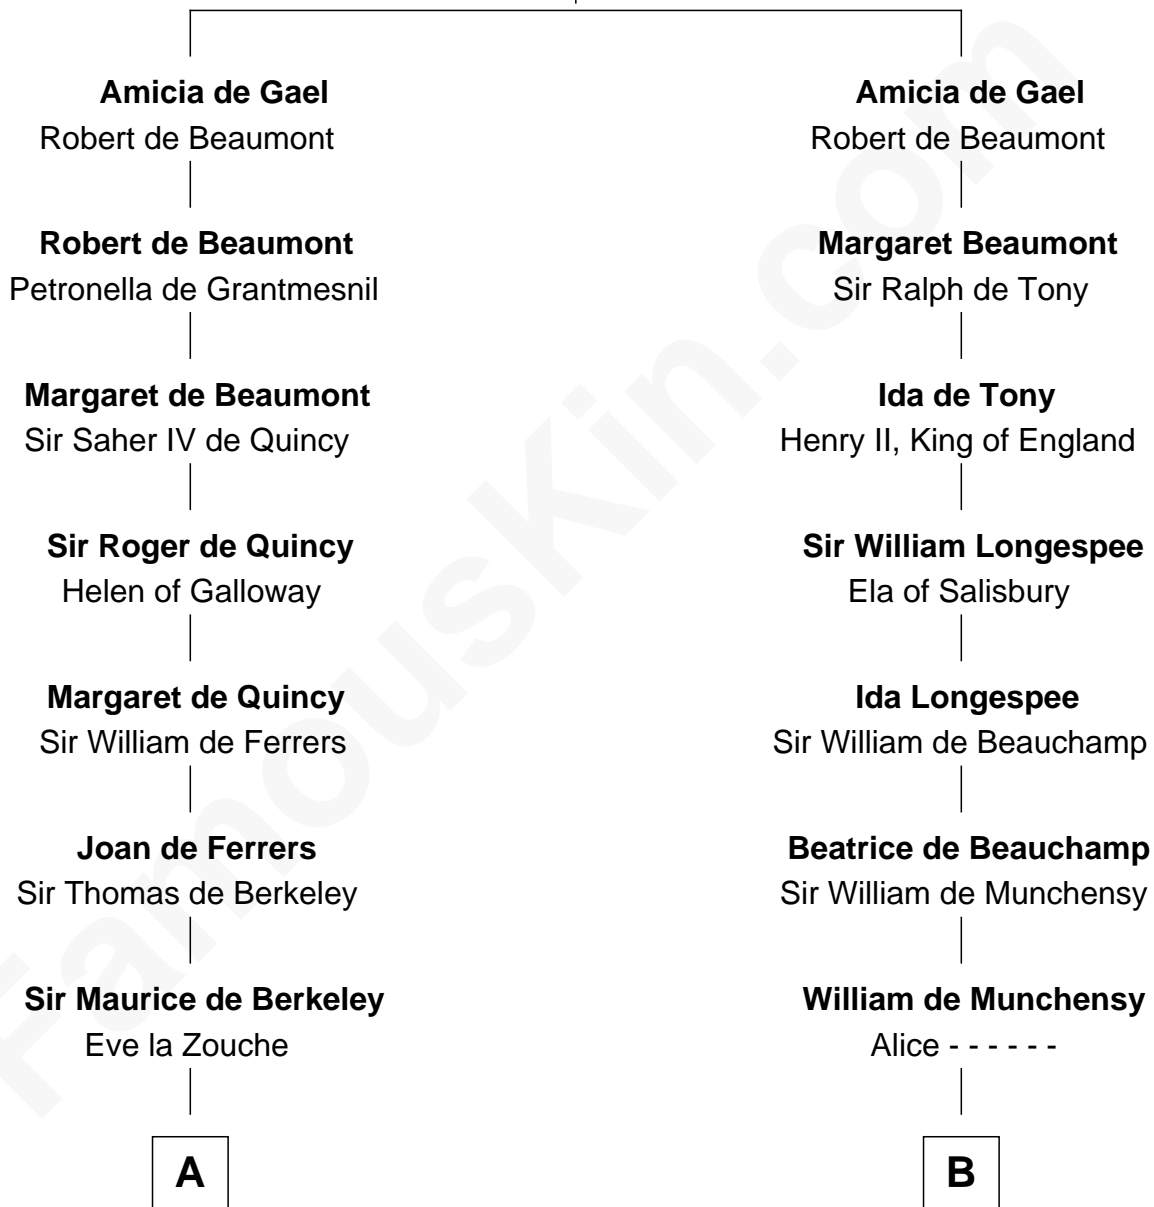 Amicia de Gael
Robert de Beaumont
Robert de Beaumont
Petronella de Grantmesnil
Margaret de Beaumont
Sir Saher IV de Quincy
Sir Roger de Quincy
Helen of Galloway
Margaret de Quincy
Sir William de Ferrers
Joan de Ferrers
Sir Thomas de Berkeley
Sir Maurice de Berkeley
Eve la Zouche
A
Amicia de Gael
Robert de Beaumont
Margaret Beaumont
Sir Ralph de Tony
Ida de Tony
Henry II, King of England
Sir William Longespee
Ela of Salisbury
Ida Longespee
Sir William de Beauchamp
Beatrice de Beauchamp
Sir William de Munchensy
William de Munchensy
Alice - - - - - -
B
FamousKin.com